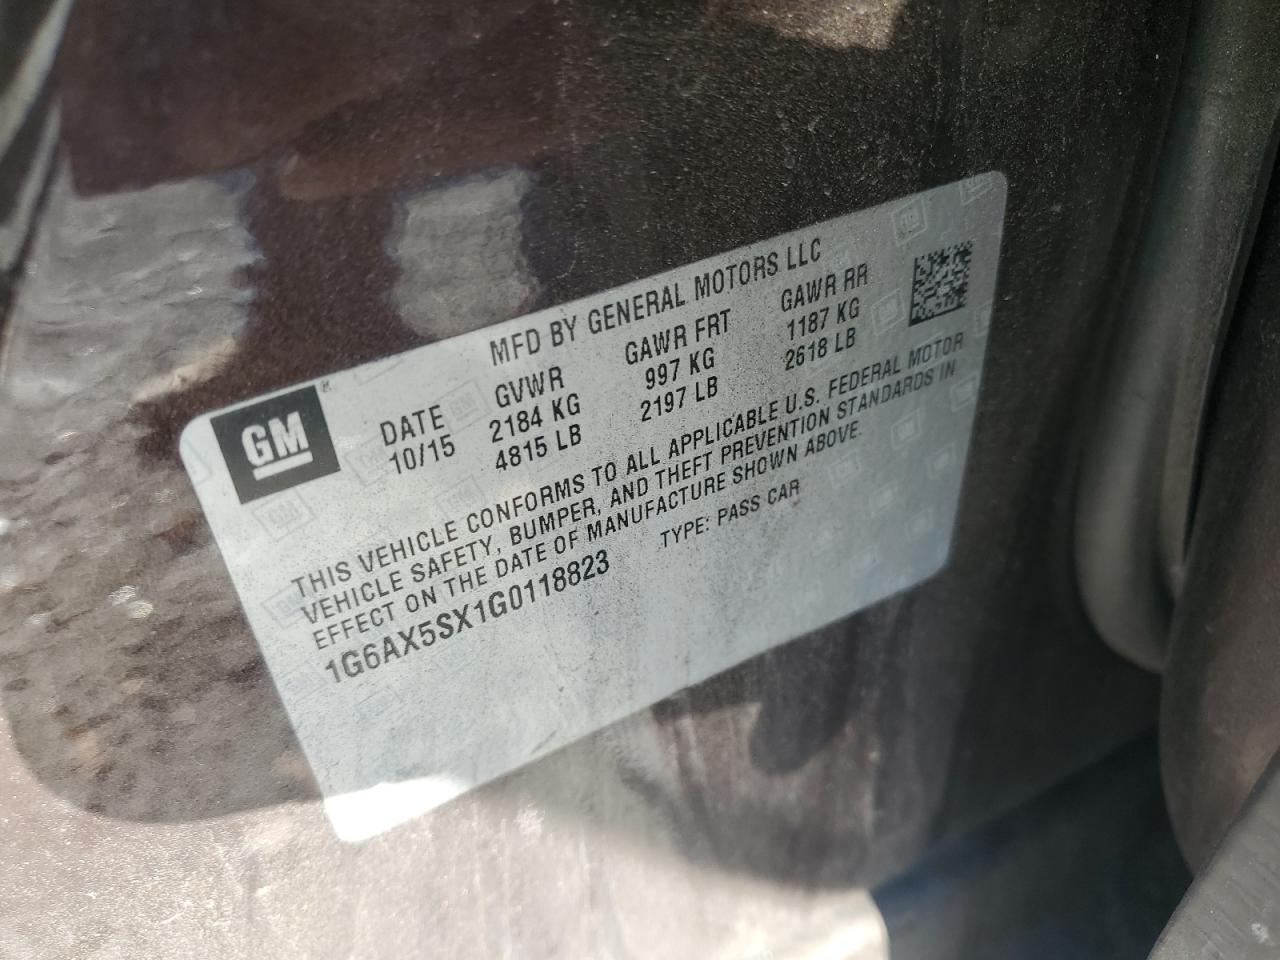 GM
MFD BY GENERAL MOTORS LLC
DATE GVWR GAWR FRT GAWR RR
10/15 2184 KG 997 KG 1187 KG
4815 LB 2197 LB 2618 LB
THIS VEHICLE CONFORMS TO ALL APPLICABLE U.S. FEDERAL MOTOR
VEHICLE SAFETY, BUMPER, AND THEFT PREVENTION STANDARDS IN
EFFECT ON THE DATE OF MANUFACTURE SHOWN ABOVE.
1G6AX5SX1G0118823 TYPE: PASS CAR